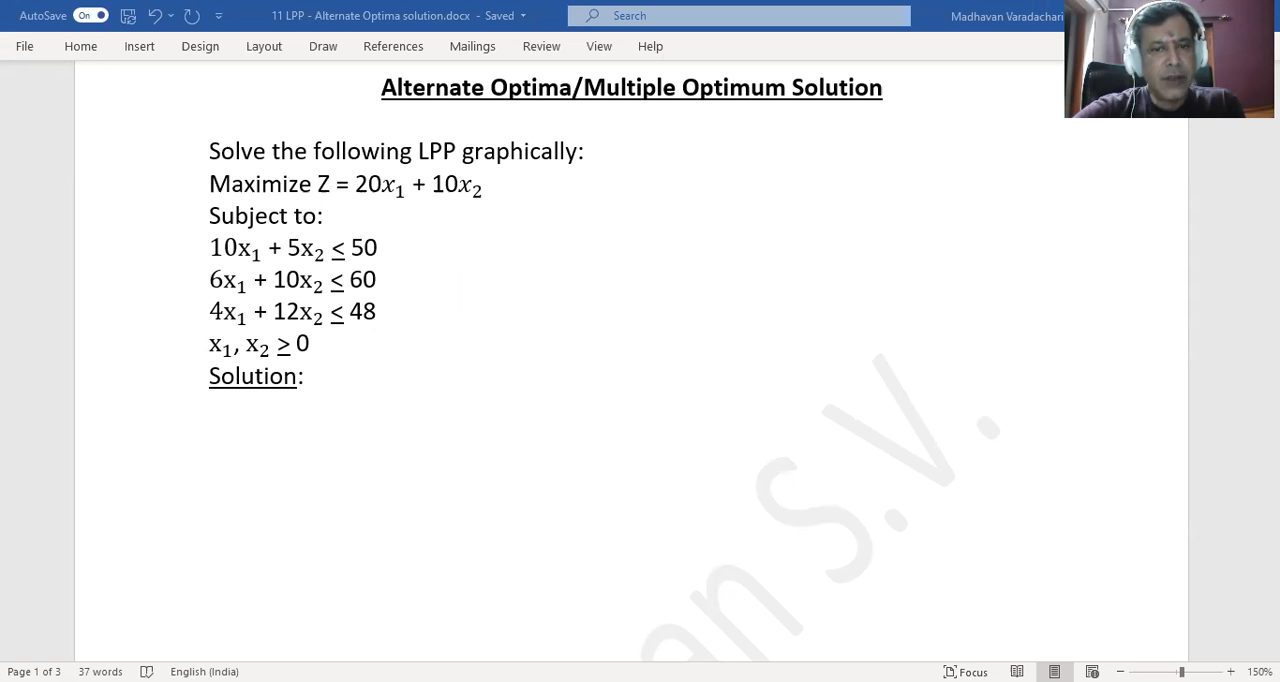 AutoSave On 11 LPP - Alternate Optima solution.docx - Saved Search Madhavan Varadachari
File Home Insert Design Layout Draw References Mailings Review View Help
Alternate Optima/Multiple Optimum Solution
Solve the following LPP graphically:
Maximize Z = 20x₁ + 10x₂
Subject to:
10x₁ + 5x₂ ≤ 50
6x₁ + 10x₂ ≤ 60
4x₁ + 12x₂ ≤ 48
x₁, x₂ ≥ 0
Solution:
an S.V.
Page 1 of 3 37 words English (India) Focus 150%